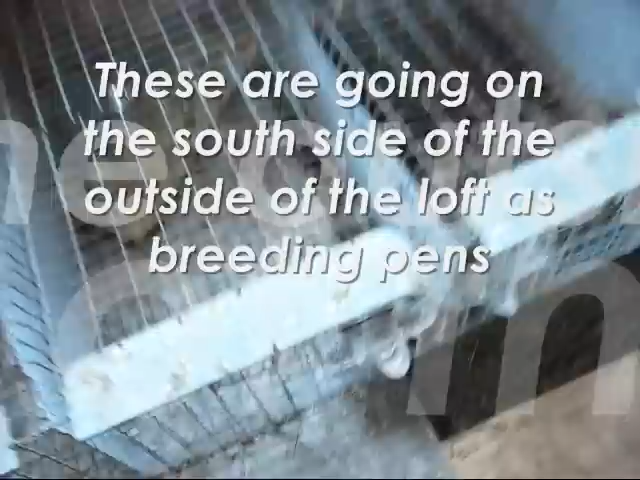 These are going on
the south side of the
outside of the loft as
breeding pens